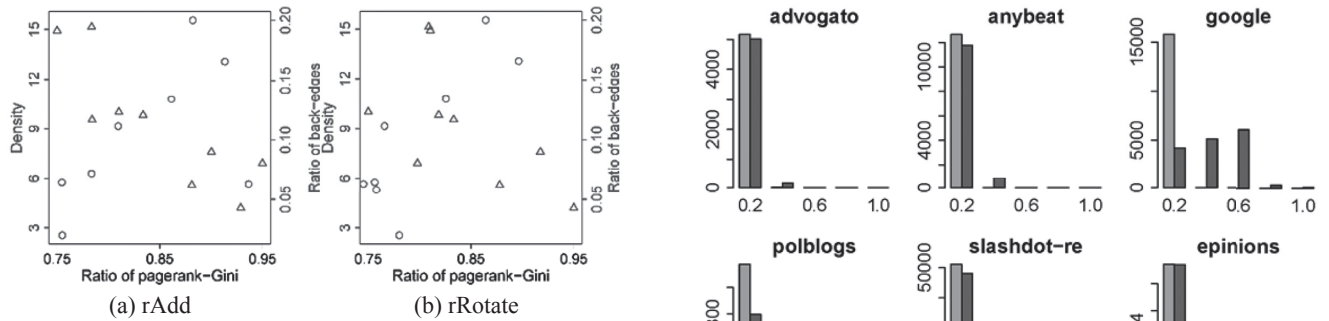 15
12
9
6
3
Density
0.20
0.15
0.10
0.05
Ratio of back-edges
0.75 0.85 0.95
Ratio of pagerank-Gini
(a) rAdd
15
12
9
6
3
Density
0.20
0.15
0.10
0.05
Ratio of back-edges
0.75 0.85 0.95
Ratio of pagerank-Gini
(b) rRotate
advogato
4000
2000
0
0.2 0.6 1.0
anybeat
10000
4000
0
0.2 0.6 1.0
google
15000
5000
0
0.2 0.6 1.0
polblogs
slashdot-re
50000
epinions